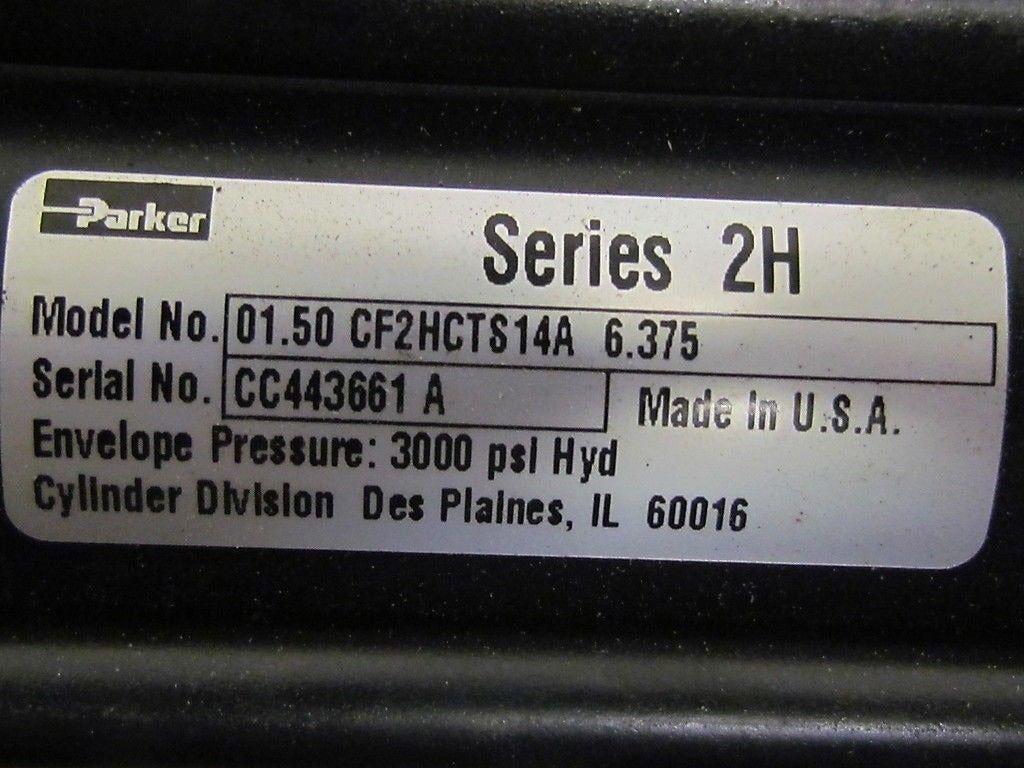 Parker
Series 2H
Model No. 01.50 CF2HCTS14A 6.375
Serial No. CC443661 A
Made In U.S.A.
Envelope Pressure: 3000 psi Hyd
Cylinder Division Des Plaines, IL 60016